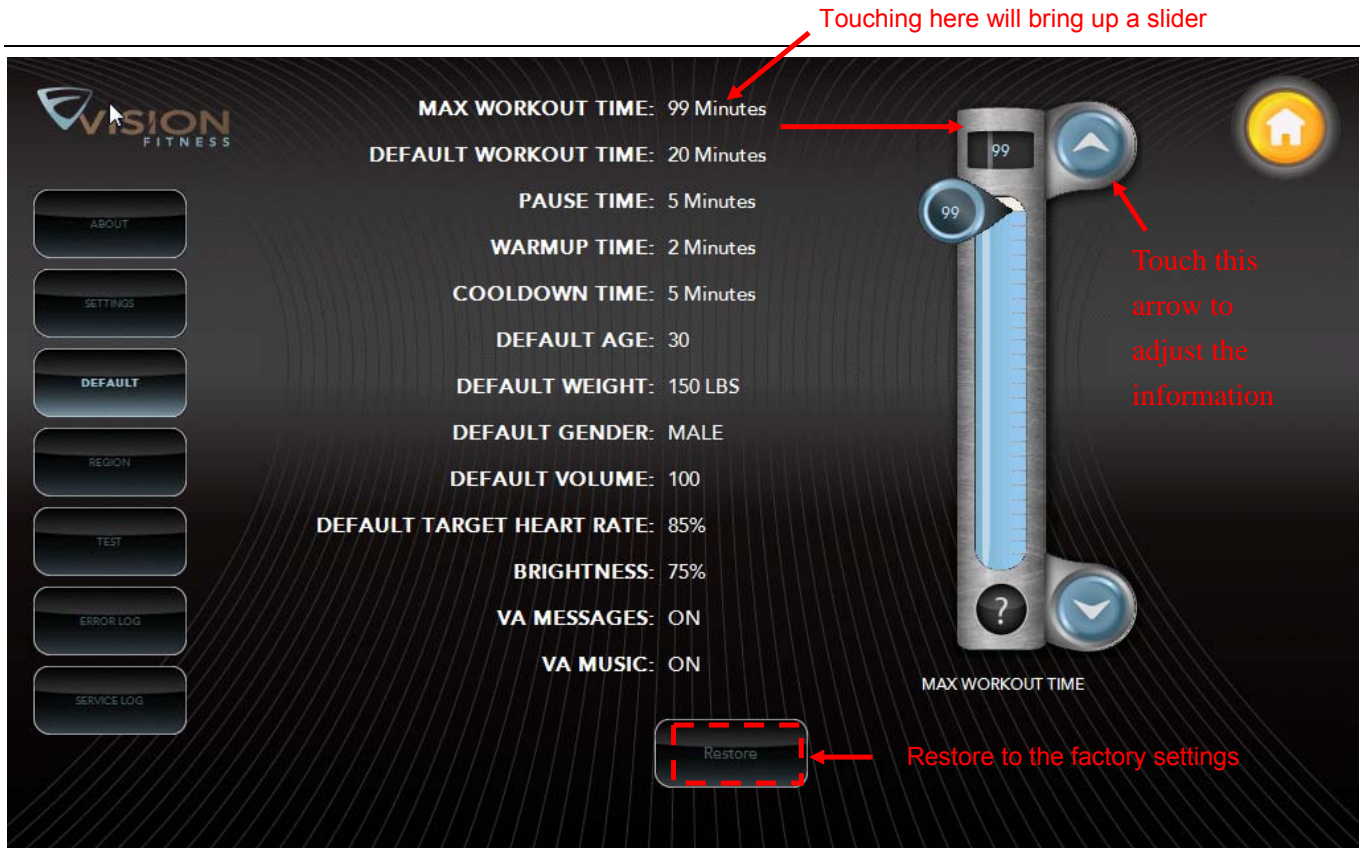 Touching here will bring up a slider
VISION
FITNESS
ABOUT
SETTINGS
DEFAULT
REGION
TEST
ERROR LOG
SERVICE LOG
MAX WORKOUT TIME: 99 Minutes
DEFAULT WORKOUT TIME: 20 Minutes
PAUSE TIME: 5 Minutes
WARMUP TIME: 2 Minutes
COOLDOWN TIME: 5 Minutes
DEFAULT AGE: 30
DEFAULT WEIGHT: 150 LBS
DEFAULT GENDER: MALE
DEFAULT VOLUME: 100
DEFAULT TARGET HEART RATE: 85%
BRIGHTNESS: 75%
VA MESSAGES: ON
VA MUSIC: ON
Restore
99
99
?
MAX WORKOUT TIME
Touch this
arrow to
adjust the
information
Restore to the factory settings